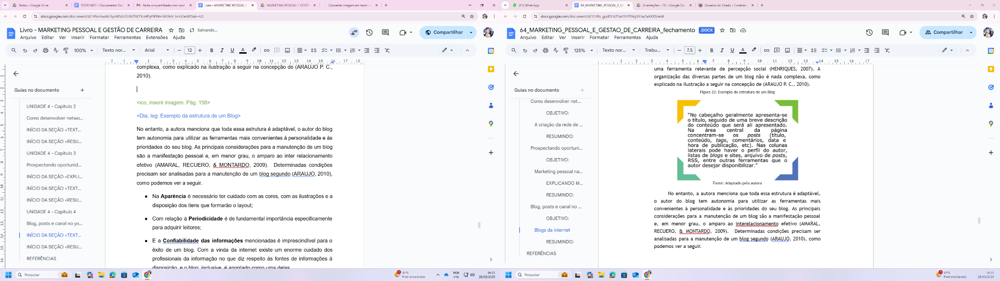 Textos - Google Drive
TEXTO MST - Documentos Goo
Pasta compartilhada com você
Livro - MARKETING PESSOAL E
MARKETING PESSOAL E GESTÃO
Converter imagem em texto - C
(44) WhatsApp
64_MARKETING_PESSOAL_E_GE
Orientações - FIC - Google Driv
Governo do Estado - Controle
Livro - MARKETING PESSOAL E GESTÃO DE CARREIRA
Salvando...
Arquivo Editar Ver Inserir Formatar Ferramentas Extensões Ajuda
Compartilhar
100% Texto nor... Arial 12
Guias no documento
UNIDADE 4 - Capítulo 2
Como desenvolver netwo...
INÍCIO DA SEÇÃO <TEXT...
INÍCIO DA SEÇÃO <RESU...
UNIDADE 4 - Capítulo 3
Prospectando oportunid...
INÍCIO DA SEÇÃO <EXPLI...
INÍCIO DA SEÇÃO <TEXT...
INÍCIO DA SEÇÃO <RESU...
UNIDADE 4 - Capítulo 4
Blog, posts e canal no yo...
INÍCIO DA SEÇÃO <TEXT...
INÍCIO DA SEÇÃO <RESU...
REFERÊNCIAS
complexa, como explicado na ilustração a seguir na concepção de (ARAUJO P. C.,
2010).
<ico, inserir imagem. Pág. 158>
<Dia, leg: Exemplo da estrutura de um Blog>
No entanto, a autora menciona que toda essa estrutura é adaptável, o autor do blog
tem autonomia para utilizar as ferramentas mais convenientes à personalidade e às
prioridades do seu blog. As principais considerações para a manutenção de um blog
são a manifestação pessoal e, em menor grau, o amparo ao inter relacionamento
efetivo (AMARAL, RECUERO, & MONTARDO, 2009). Determinadas condições
precisam ser analisadas para a manutenção de um blog segundo (ARAUJO, 2010),
como podemos ver a seguir.
● Na Aparência é necessário ter cuidado com as cores, com as ilustrações e a
disposição dos itens que formarão o layout;
● Com relação à Periodicidade é de fundamental importância especificamente
para adquirir leitores;
● E a Confiabilidade das informações mencionadas é imprescindível para o
êxito de um blog. Com a vinda da internet existe um enorme cuidado dos
profissionais da informação no que diz respeito às fontes de informações à
disposição, e o blog, inclusive, é apontado como uma delas.
64_MARKETING_PESSOAL_E_GESTAO_DE_CARREIRA_fechamento .DOCX
Arquivo Editar Ver Inserir Formatar Ferramentas Ajuda
Compartilhar
125% Texto nor... Trebu... 7.5
Guias no documento
Como desenvolver net...
OBJETIVO:
A criação da rede de ...
RESUMINDO:
Prospectando oportuni...
OBJETIVO:
Marketing pessoal na...
EXPLICANDO M...
RESUMINDO:
Blog, posts e canal no ...
OBJETIVO:
Blogs da internet
RESUMINDO:
REFERÊNCIAS
uma ferramenta relevante de percepção social (HENRIQUES, 2007). A
organização das diversas partes de um blog não é nada complexa, como
explicado na ilustração a seguir na concepção de (ARAUJO P. C., 2010).
Figura 22: Exemplo da estrutura de um Blog
"No cabeçalho geralmente apresenta-se
o título, seguido de uma breve descrição
do conteúdo que será ali apresentado.
Na área central da página
concentram-se os posts (título,
conteúdo, tags, comentários, data e
hora de publicação, etc). Nas colunas
laterais pode haver o perfil do autor,
listas de blogs e sites, arquivo de posts,
RSS, entre outras ferramentas que o
autor desejar disponibilizar."
Fonte: Adaptado pela autora
No entanto, a autora menciona que toda essa estrutura é adaptável,
o autor do blog tem autonomia para utilizar as ferramentas mais
convenientes à personalidade e às prioridades do seu blog. As principais
considerações para a manutenção de um blog são a manifestação pessoal
e, em menor grau, o amparo ao interelacionamento efetivo (AMARAL,
RECUERO, & MONTARDO, 2009). Determinadas condições precisam ser
analisadas para a manutenção de um blog segundo (ARAUJO, 2010), como
podemos ver a seguir.
Pesquisar
27°C
Pred ensolarado
POR
PTB
16:21
28/03/2025
Pesquisar
27°C
Pred ensolarado
16:21
28/03/2025